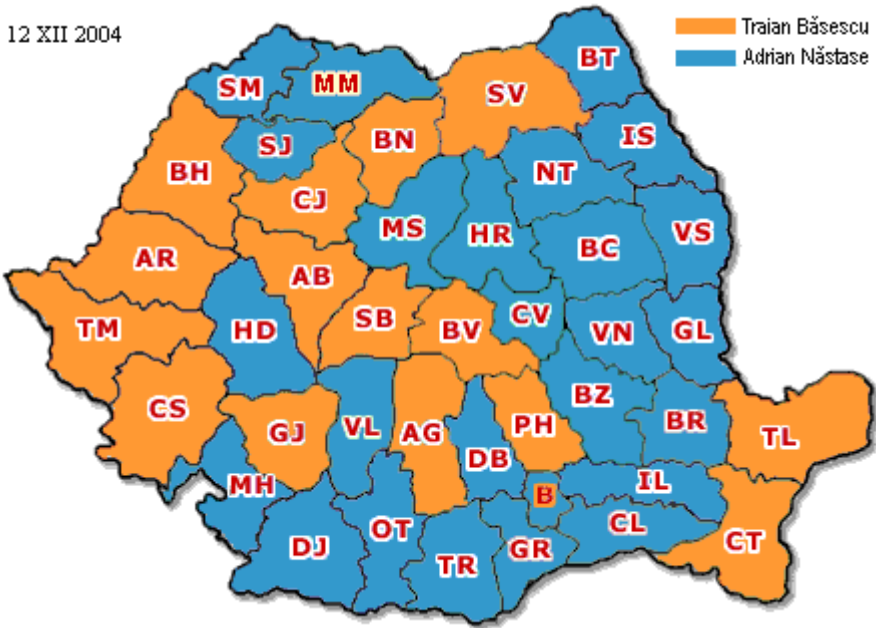 12 XII 2004
Traian Băsescu
Adrian Năstase
BT
SM
MM
SV
IS
SJ
BN
BH
NT
CJ
MS
HR
BC
VS
AR
AB
CV
SB
BV
TM
HD
VN
GL
BZ
CS
GJ
VL
AG
PH
BR
TL
DB
MH
IL
B
CL
OT
DJ
GR
CT
TR